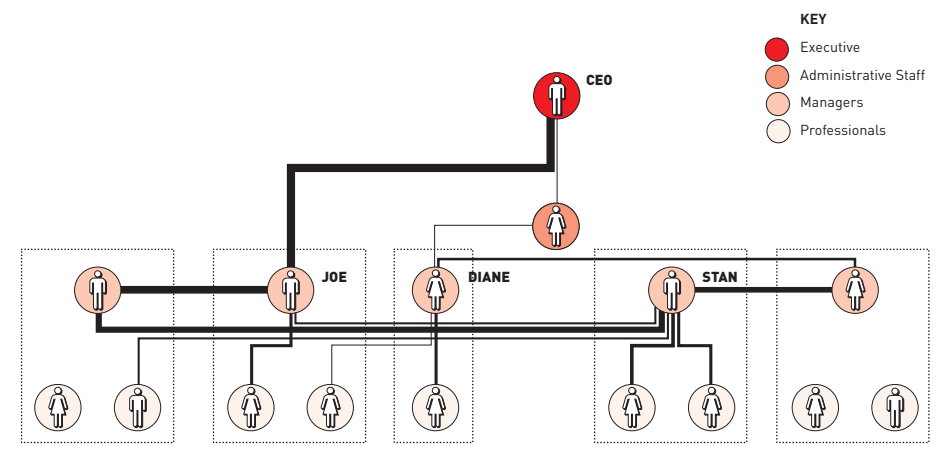 KEY
Executive
Administrative Staff
Managers
Professionals
CEO
JOE
DIANE
STAN